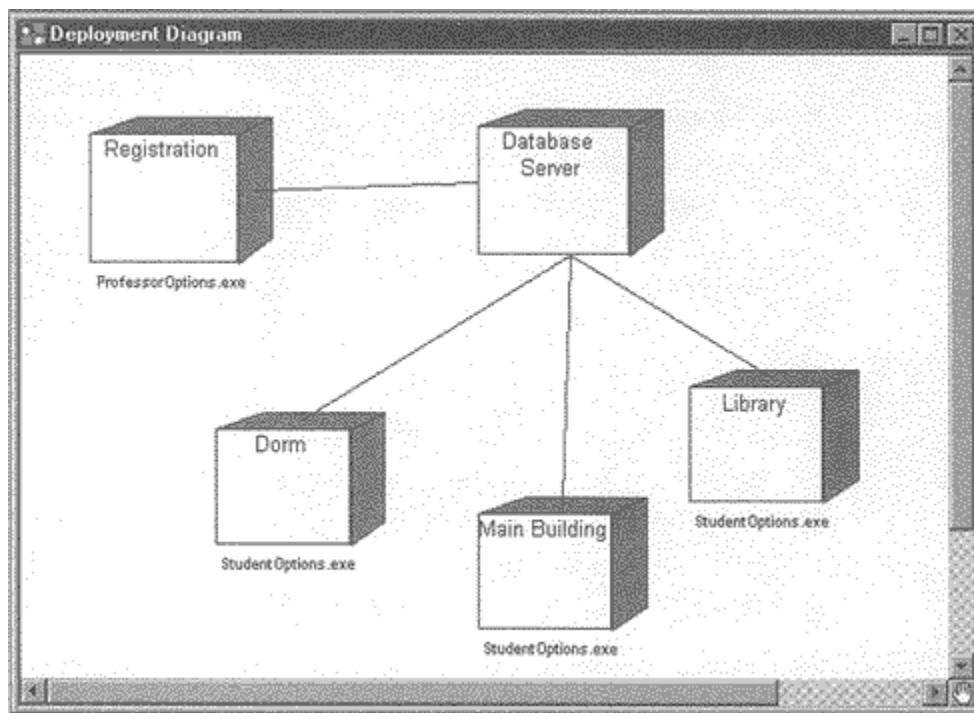 Deployment Diagram
Registration
ProfessorOptions.exe
Database
Server
Dorm
StudentOptions.exe
Main Building
StudentOptions.exe
Library
StudentOptions.exe